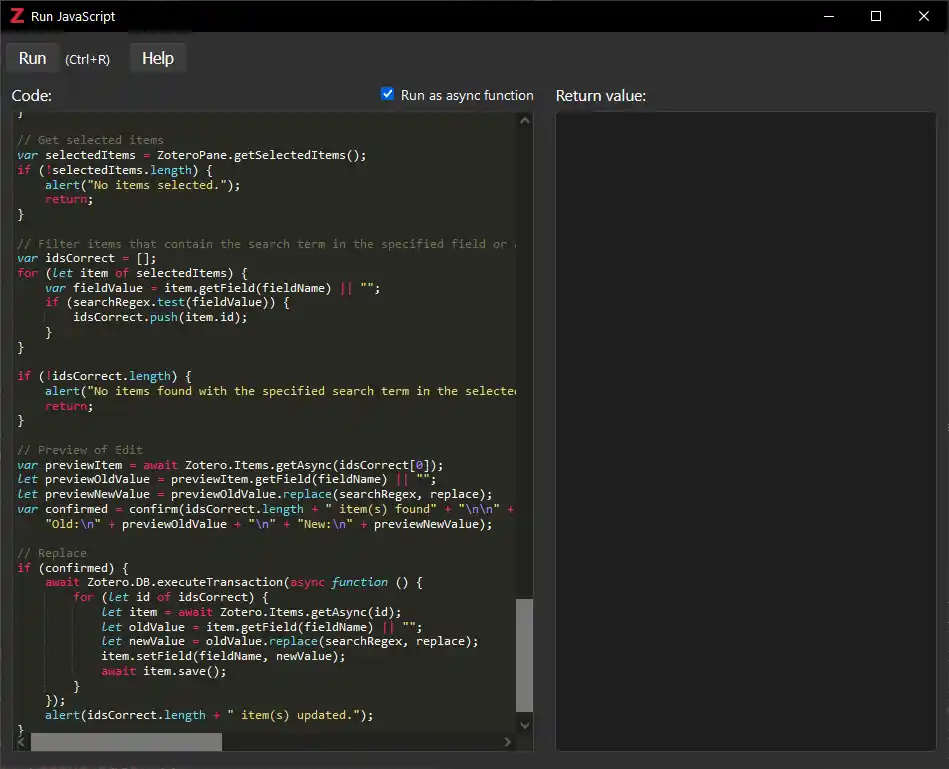 Z Run JavaScript
Run (Ctrl+R) Help
Code: Run as async function Return value:
}
// Get selected items
var selectedItems = ZoteroPane.getSelectedItems();
if (!selectedItems.length) {
    alert("No items selected.");
    return;
}
// Filter items that contain the search term in the specified field or
var idsCorrect = [];
for (let item of selectedItems) {
    var fieldValue = item.getField(fieldName) || "";
    if (searchRegex.test(fieldValue)) {
        idsCorrect.push(item.id);
    }
}
if (!idsCorrect.length) {
    alert("No items found with the specified search term in the selecte
    return;
}
// Preview of Edit
var previewItem = await Zotero.Items.getAsync(idsCorrect[0]);
let previewOldValue = previewItem.getField(fieldName) || "";
let previewNewValue = previewOldValue.replace(searchRegex, replace);
var confirmed = confirm(idsCorrect.length + " item(s) found" + "\n\n" +
    "Old:\n" + previewOldValue + "\n" + "New:\n" + previewNewValue);
// Replace
if (confirmed) {
    await Zotero.DB.executeTransaction(async function () {
        for (let id of idsCorrect) {
            let item = await Zotero.Items.getAsync(id);
            let oldValue = item.getField(fieldName) || "";
            let newValue = oldValue.replace(searchRegex, replace);
            item.setField(fieldName, newValue);
            await item.save();
        }
    });
    alert(idsCorrect.length + " item(s) updated.");
}